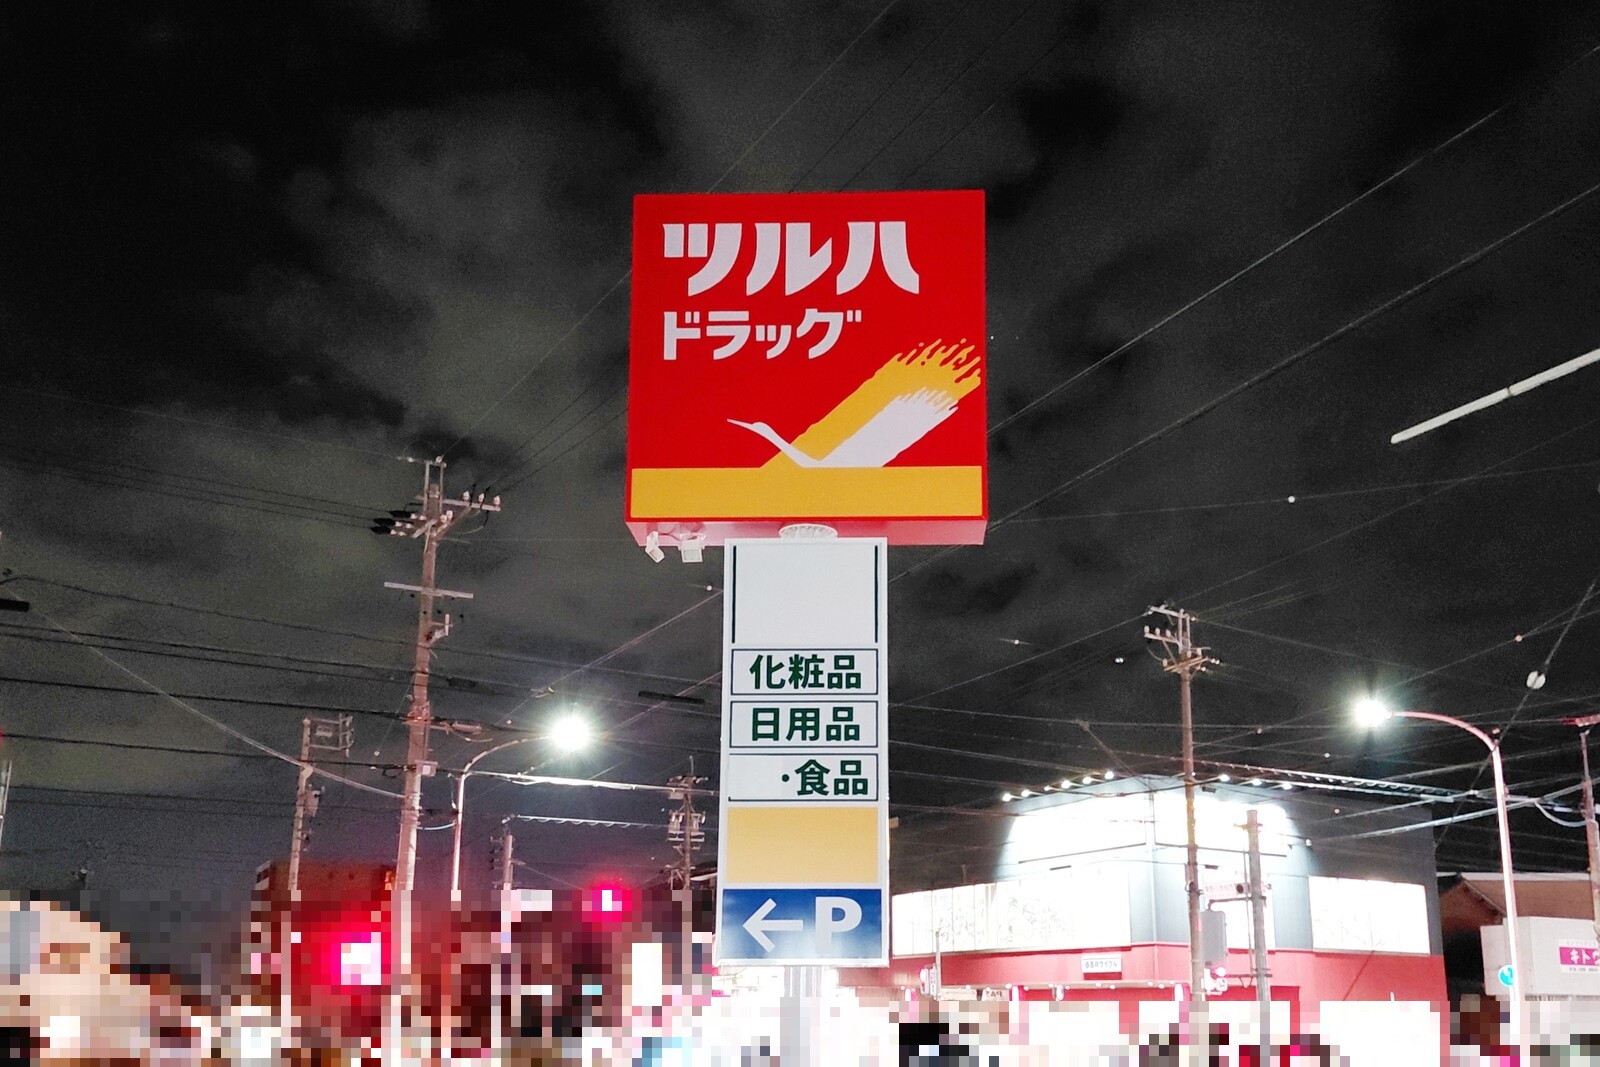 ツルハ
ドラッグ
化粧品
日用品
・食品
←P